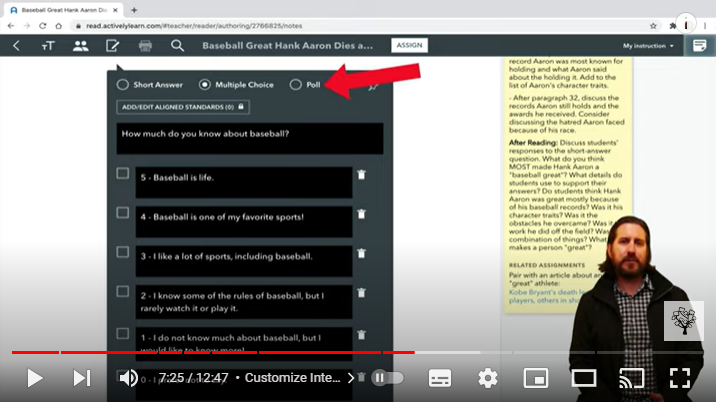 Baseball Great Hank Aaron Dies
read.activelylearn.com/#teacher/reader/authoring/2766825/notes
Baseball Great Hank Aaron Dies a...
ASSIGN
My instruction
Short Answer
Multiple Choice
Poll
ADD/EDIT ALIGNED STANDARDS (0)
How much do you know about baseball?
5 - Baseball is life.
4 - Baseball is one of my favorite sports!
3 - I like a lot of sports, including baseball.
2 - I know some of the rules of baseball, but I
rarely watch it or play it.
1 - I do not know much about baseball, but I
would like to know more!
record Aaron was most known for
holding and what Aaron said
about the holding it. Add to the
list of Aaron's character traits.
- After paragraph 32, discuss the
records Aaron still holds and the
awards he received. Consider
discussing the hatred Aaron faced
because of his race.
After Reading: Discuss students'
responses to the short-answer
question. What do you think
MOST made Hank Aaron a
"baseball great"? What details do
students use to support their
answers? Do students think Hank
Aaron was great mostly because
of his baseball records? Was it his
character traits? Was it the
obstacles he overcame? Was it
work he did off the field? Was
combination of things? What
makes a person "great"?
RELATED ASSIGNMENTS
Pair with an article about an
"great" athlete:
Kobe Bryant's death
players, others in
7:25 / 12:47 • Customize Inte...